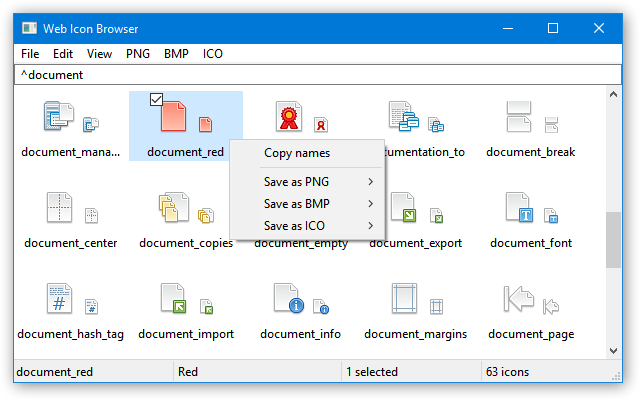 Web Icon Browser
File Edit View PNG BMP ICO
^document
document_mana... document_red cumentation_to document_break
Copy names
Save as PNG
Save as BMP
Save as ICO
document_center document_copies document_empty document_export document_font
document_hash_tag document_import document_info document_margins document_page
document_red Red 1 selected 63 icons